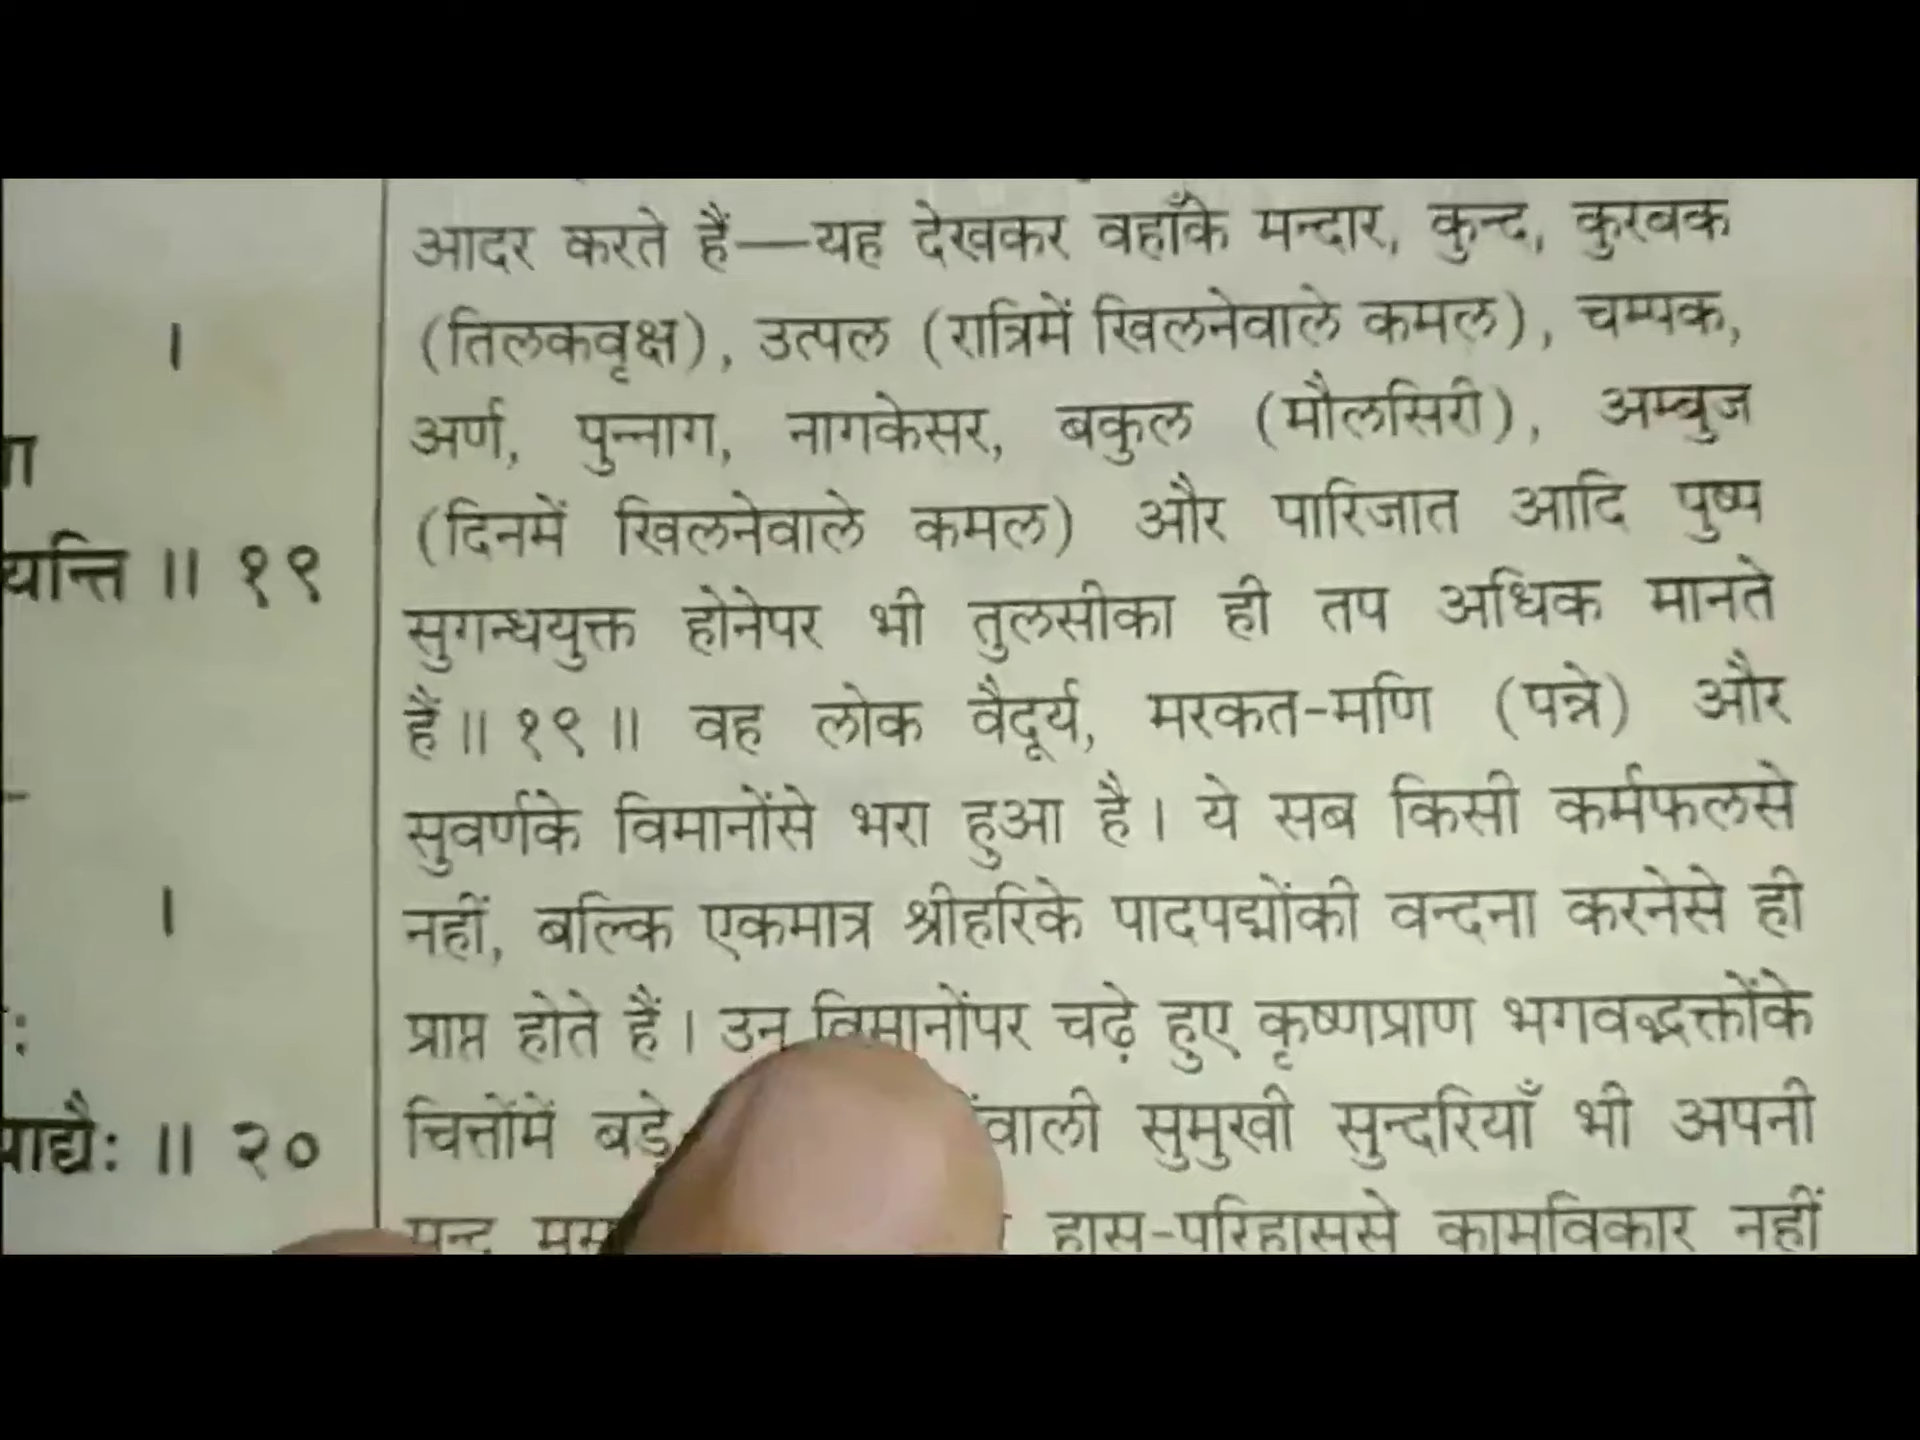 ।
यन्ति ॥ १९
।
पाद्यैः ॥ २०
आदर करते हैं—यह देखकर वहाँके मन्दार, कुन्द, कुरबक
(तिलकवृक्ष), उत्पल (रात्रिमें खिलनेवाले कमल), चम्पक,
अर्ण, पुन्नाग, नागकेसर, बकुल (मौलसिरी), अम्बुज
(दिनमें खिलनेवाले कमल) और पारिजात आदि पुष्प
सुगन्धयुक्त होनेपर भी तुलसीका ही तप अधिक मानते
हैं॥ १९॥ वह लोक वैदूर्य, मरकत-मणि (पन्ने) और
सुवर्णके विमानोंसे भरा हुआ है। ये सब किसी कर्मफलसे
नहीं, बल्कि एकमात्र श्रीहरिके पादपद्मोंकी वन्दना करनेसे ही
प्राप्त होते हैं। उन विमानोंपर चढ़े हुए कृष्णप्राण भगवद्भक्तोंके
चित्तोंमें बड़े वाली सुमुखी सुन्दरियाँ भी अपनी
मन्द हास-परिहाससे कामविकार नहीं